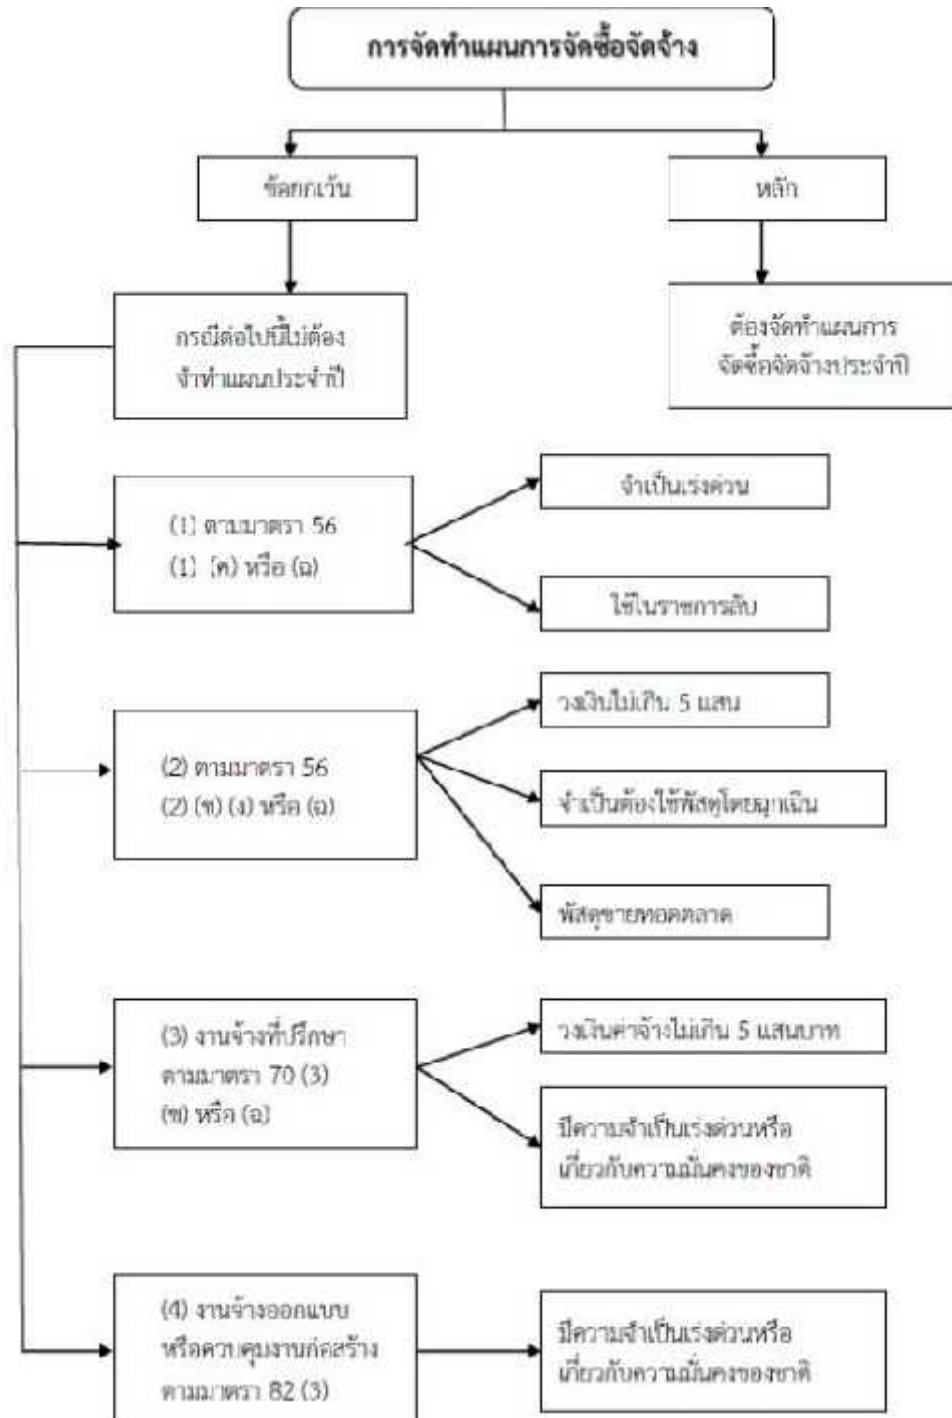 การจัดทำแผนการจัดซื้อจัดจ้าง
ข้อยกเว้น
หลัก
กรณีต่อไปนี้ไม่ต้อง
จำทำแผนประจำปี
ต้องจัดทำแผนการ
จัดซื้อจัดจ้างประจำปี
(1) ตามมาตรา 56
(1) (ค) หรือ (ฉ)
จำเป็นเร่งด่วน
ใช้ในราชการลับ
(2) ตามมาตรา 56
(2) (ข) (ง) หรือ (ฉ)
วงเงินไม่เกิน 5 แสน
จำเป็นต้องใช้พัสดุโดยฉุกเฉิน
พัสดุขายทอดตลาด
(3) งานจ้างที่ปรึกษา
ตามมาตรา 70 (3)
(ข) หรือ (ฉ)
วงเงินค่าจ้างไม่เกิน 5 แสนบาท
มีความจำเป็นเร่งด่วนหรือ
เกี่ยวกับความมั่นคงของชาติ
(4) งานจ้างออกแบบ
หรือควบคุมงานก่อสร้าง
ตามมาตรา 82 (3)
มีความจำเป็นเร่งด่วนหรือ
เกี่ยวกับความมั่นคงของชาติ